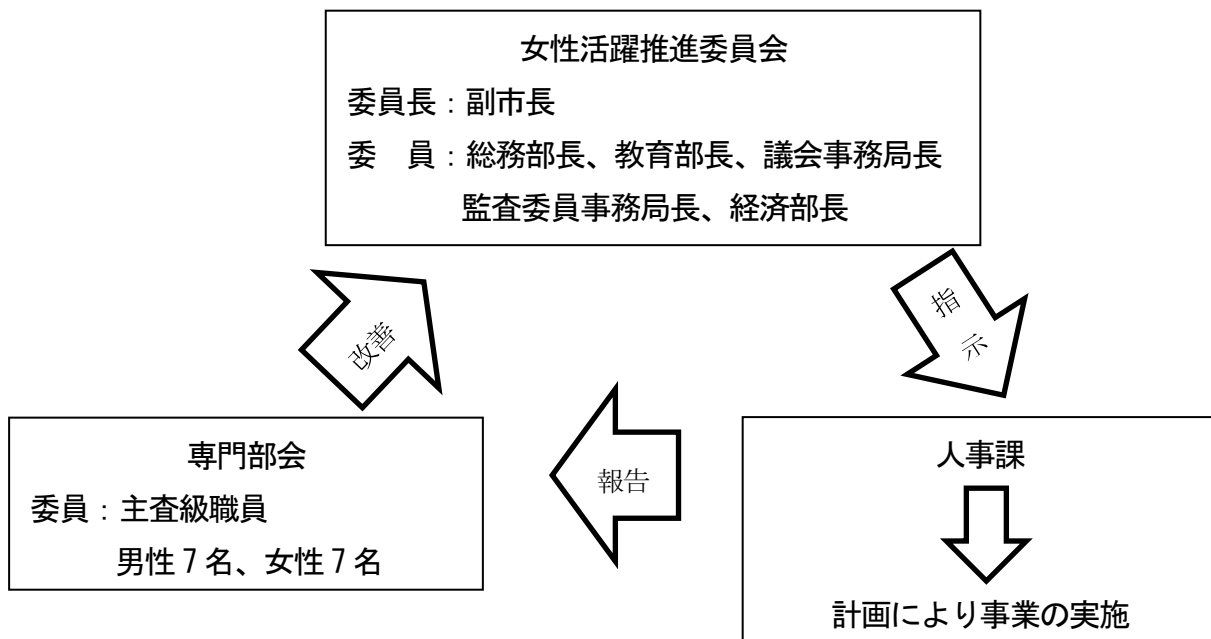 女性活躍推進委員会
委員長：副市長
委　員：総務部長、教育部長、議会事務局長
監査委員事務局長、経済部長
改善
指示
専門部会
委員：主査級職員
男性７名、女性７名
報告
人事課
計画により事業の実施